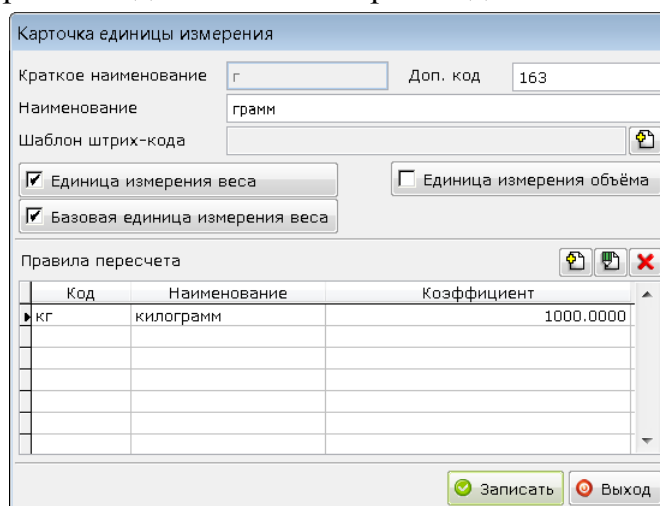 Карточка единицы измерения
Краткое наименование г Доп. код 163
Наименование грамм
Шаблон штрих-кода
Единица измерения веса Единица измерения объёма
Базовая единица измерения веса
Правила пересчета
Код Наименование Коэффициент
кг килограмм 1000.0000
Записать Выход